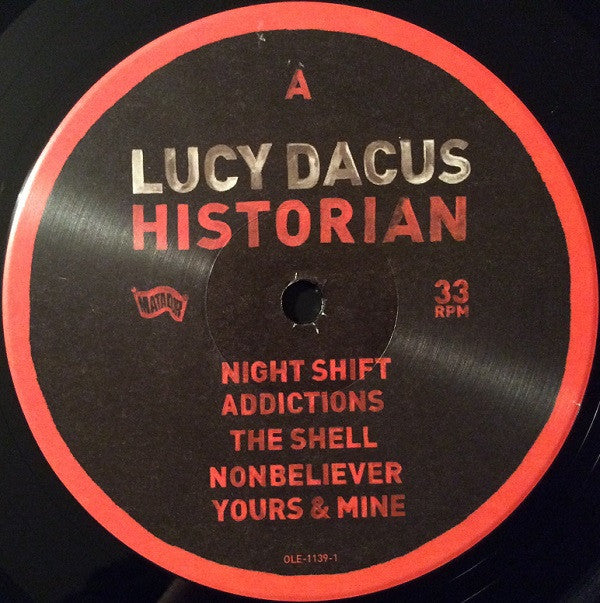 A
LUCY DACUS
HISTORIAN
MATADOR
33
RPM
NIGHT SHIFT
ADDICTIONS
THE SHELL
NONBELIEVER
YOURS & MINE
OLE-1139-1